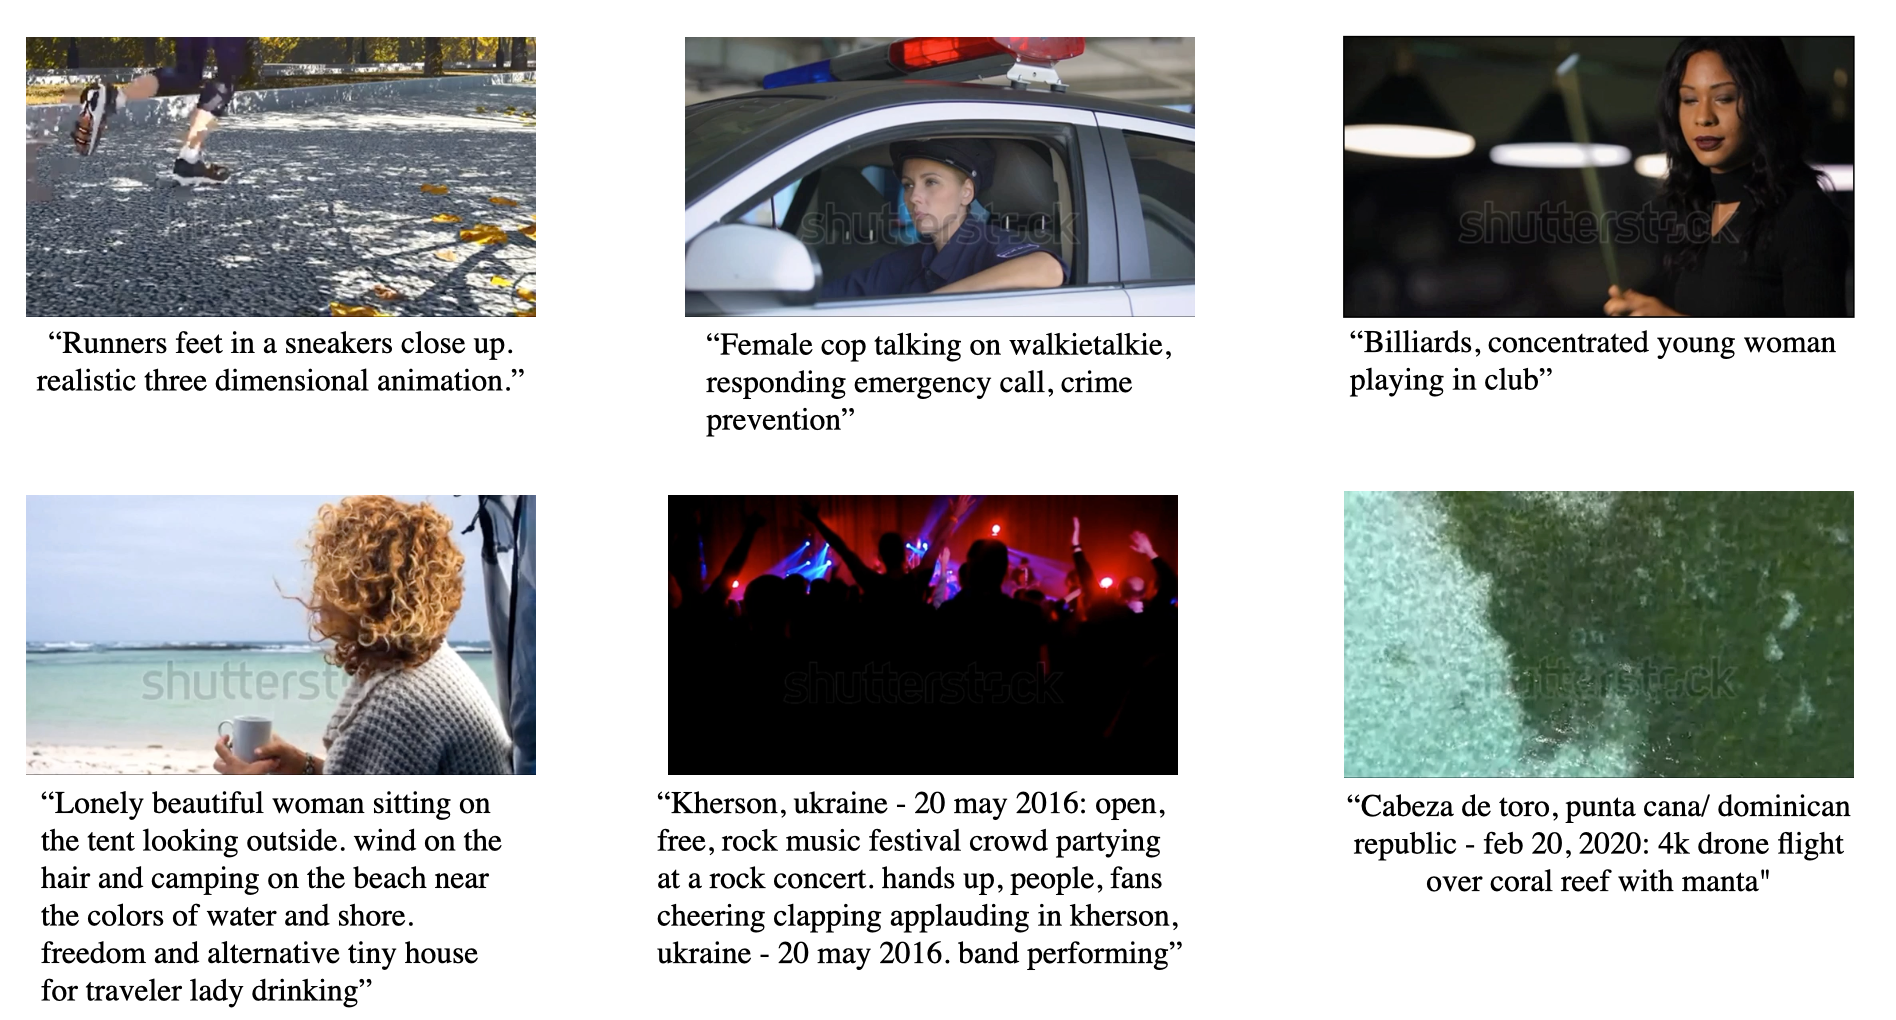 shutterstock
shutterstock
shutterstock
“Runners feet in a sneakers close up.
realistic three dimensional animation.”
“Female cop talking on walkietalkie,
responding emergency call, crime
prevention”
“Billiards, concentrated young woman
playing in club”
shutterst
shutterstock
shutterstock
“Lonely beautiful woman sitting on
the tent looking outside. wind on the
hair and camping on the beach near
the colors of water and shore.
freedom and alternative tiny house
for traveler lady drinking”
“Kherson, ukraine - 20 may 2016: open,
free, rock music festival crowd partying
at a rock concert. hands up, people, fans
cheering clapping applauding in kherson,
ukraine - 20 may 2016. band performing”
“Cabeza de toro, punta cana/ dominican
republic - feb 20, 2020: 4k drone flight
over coral reef with manta"